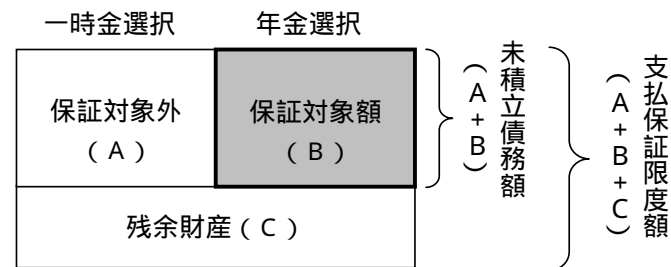 一時金選択
年金選択
保証対象外
（A）
保証対象額
（B）
残余財産（C）
未積立債務額
（A+B）
支払保証限度額
（A+B+C）